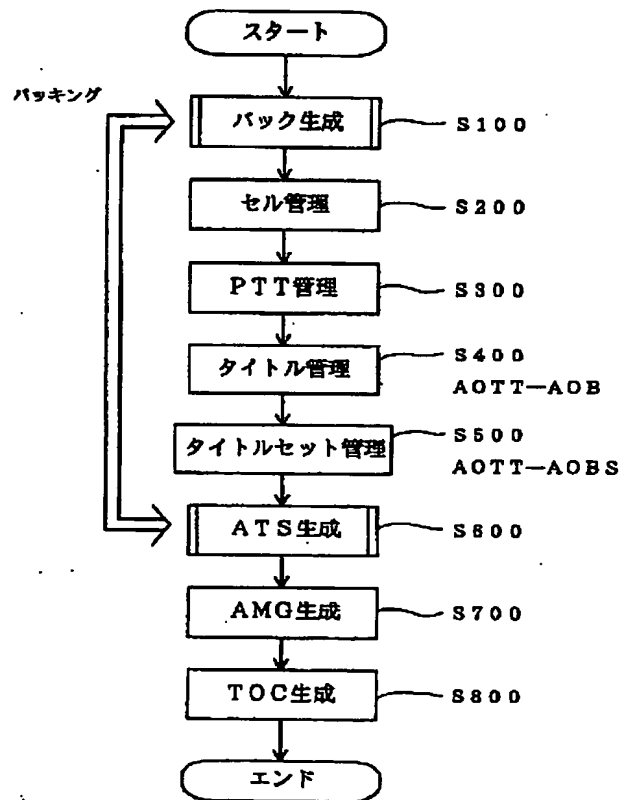 スタート
パッキング
パック生成
S100
セル管理
S200
PTT管理
S300
タイトル管理
S400
AOTT—AOB
タイトルセット管理
S500
AOTT—AOBS
ATS生成
S600
AMG生成
S700
TOC生成
S800
エンド